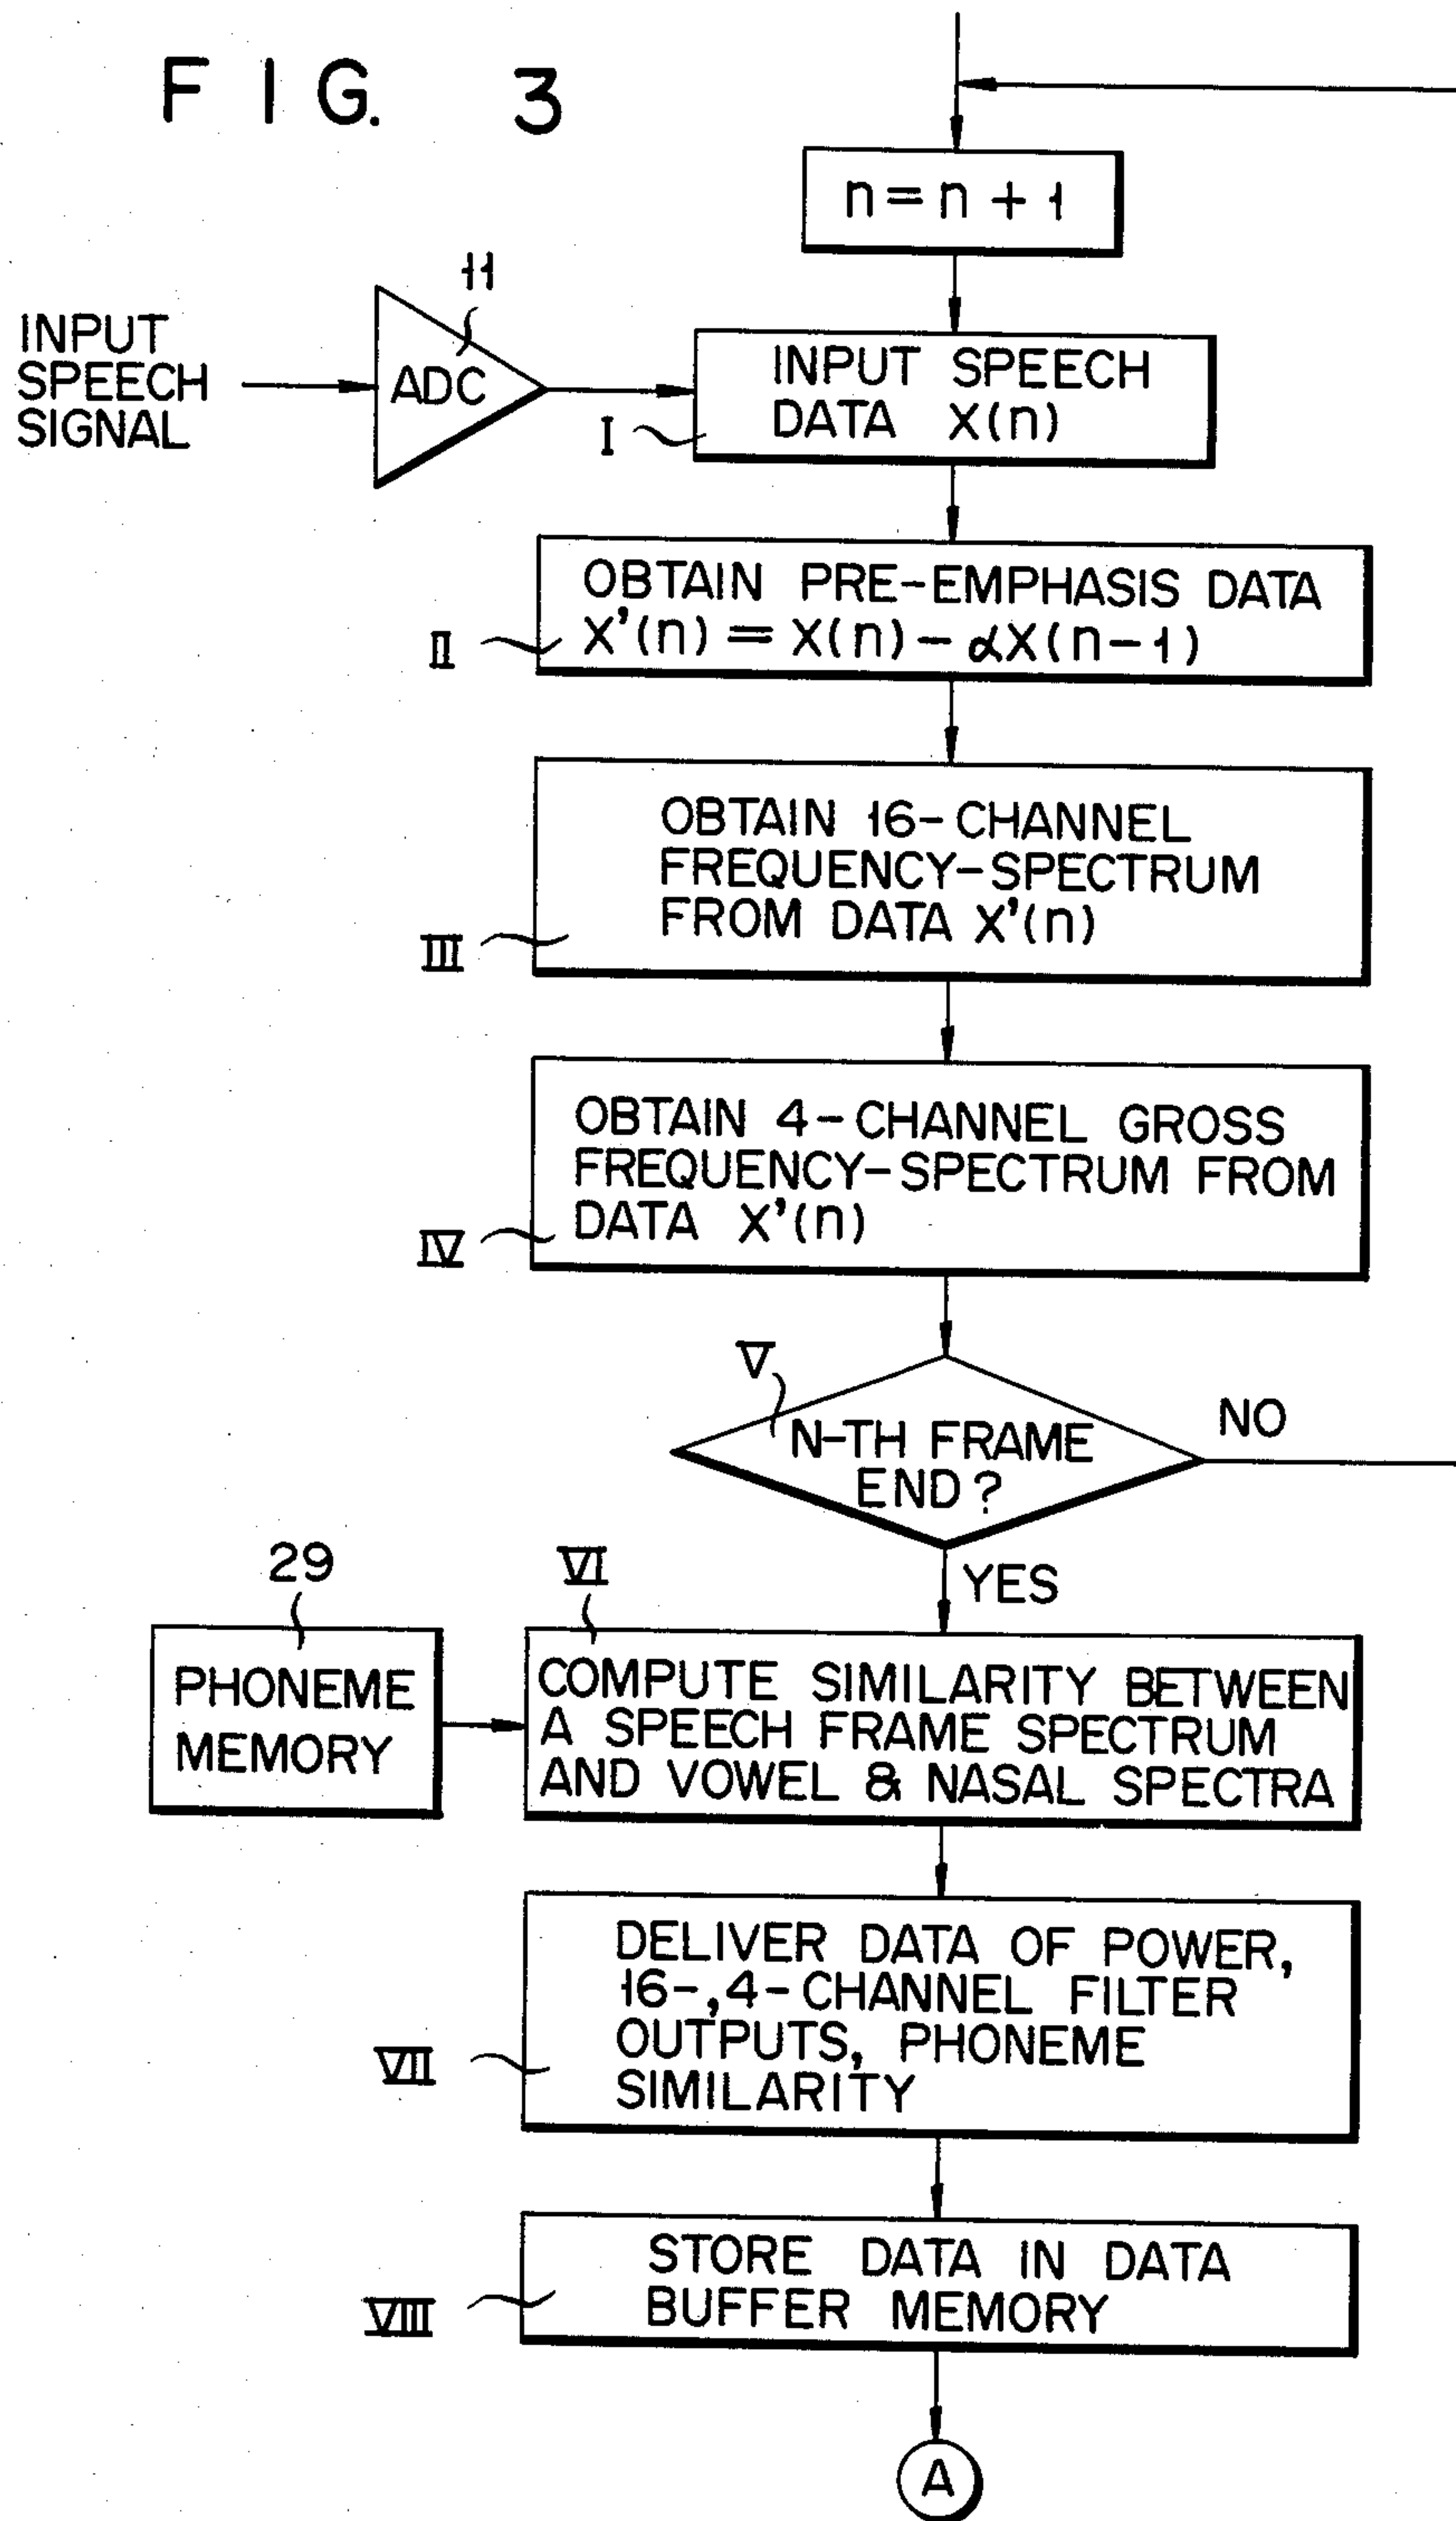 FIG. 3
n = n + 1
11
INPUT
SPEECH
SIGNAL
ADC
INPUT SPEECH
DATA X(n)
I
OBTAIN PRE-EMPHASIS DATA
X'(n) = X(n) - αX(n-1)
II
OBTAIN 16-CHANNEL
FREQUENCY-SPECTRUM
FROM DATA X'(n)
III
OBTAIN 4-CHANNEL GROSS
FREQUENCY-SPECTRUM FROM
DATA X'(n)
IV
V
N-TH FRAME
END?
NO
YES
29
PHONEME
MEMORY
VI
COMPUTE SIMILARITY BETWEEN
A SPEECH FRAME SPECTRUM
AND VOWEL & NASAL SPECTRA
DELIVER DATA OF POWER,
16-,4-CHANNEL FILTER
OUTPUTS, PHONEME
SIMILARITY
VII
STORE DATA IN DATA
BUFFER MEMORY
VIII
A